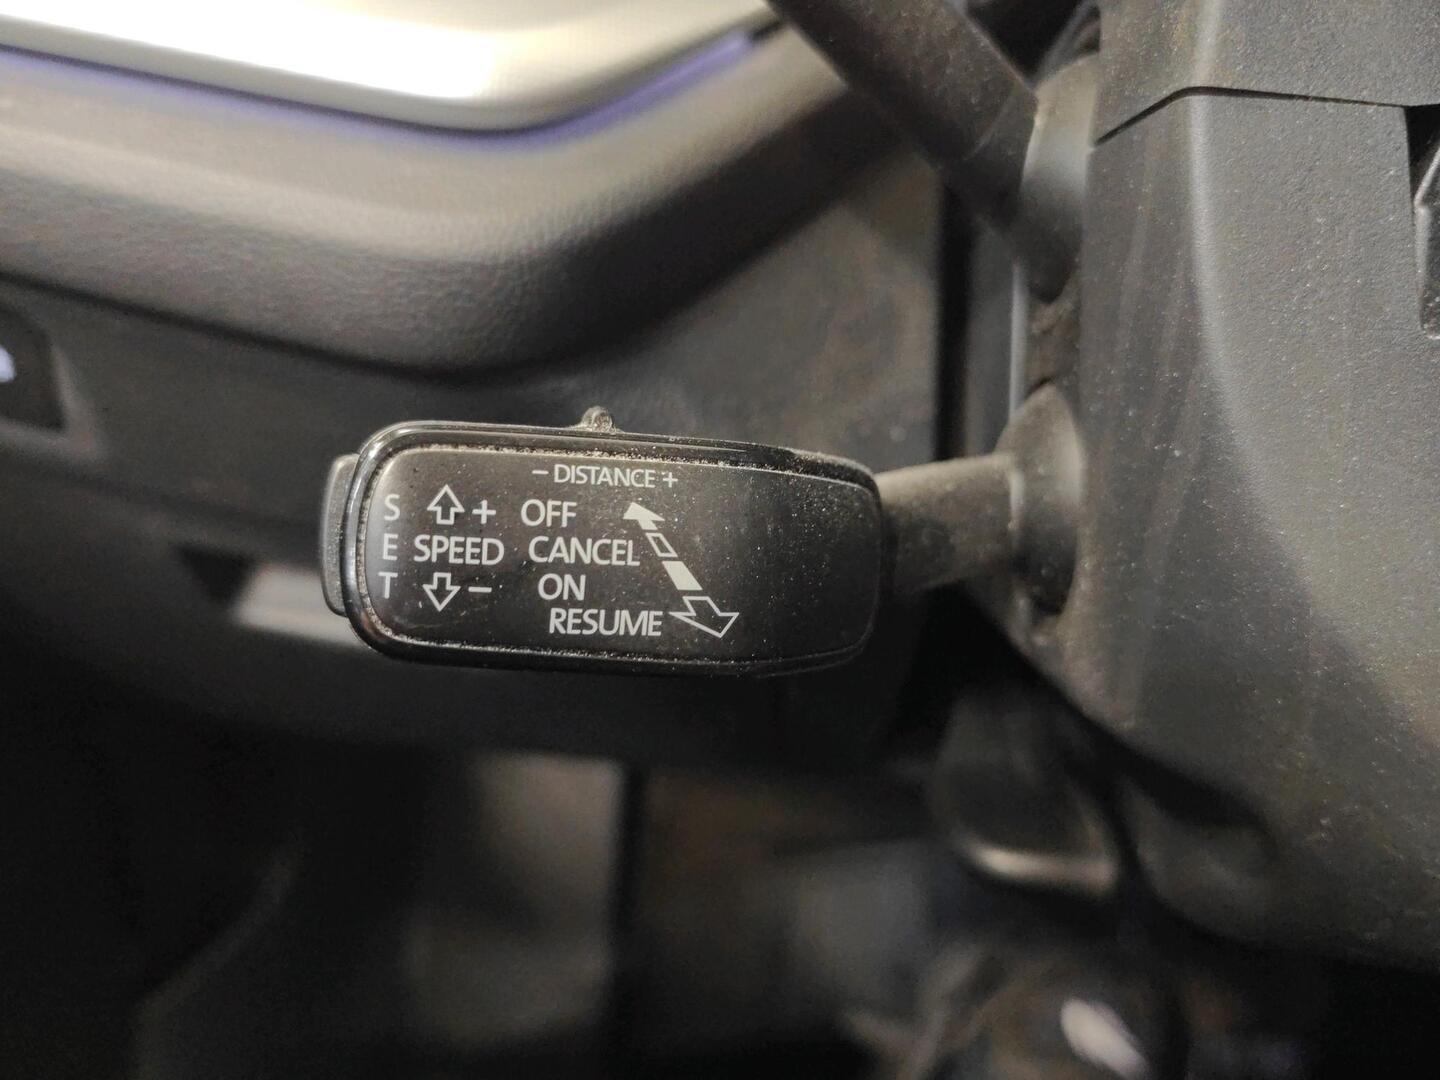 - DISTANCE +
S + OFF
E SPEED CANCEL
T - ON
RESUME